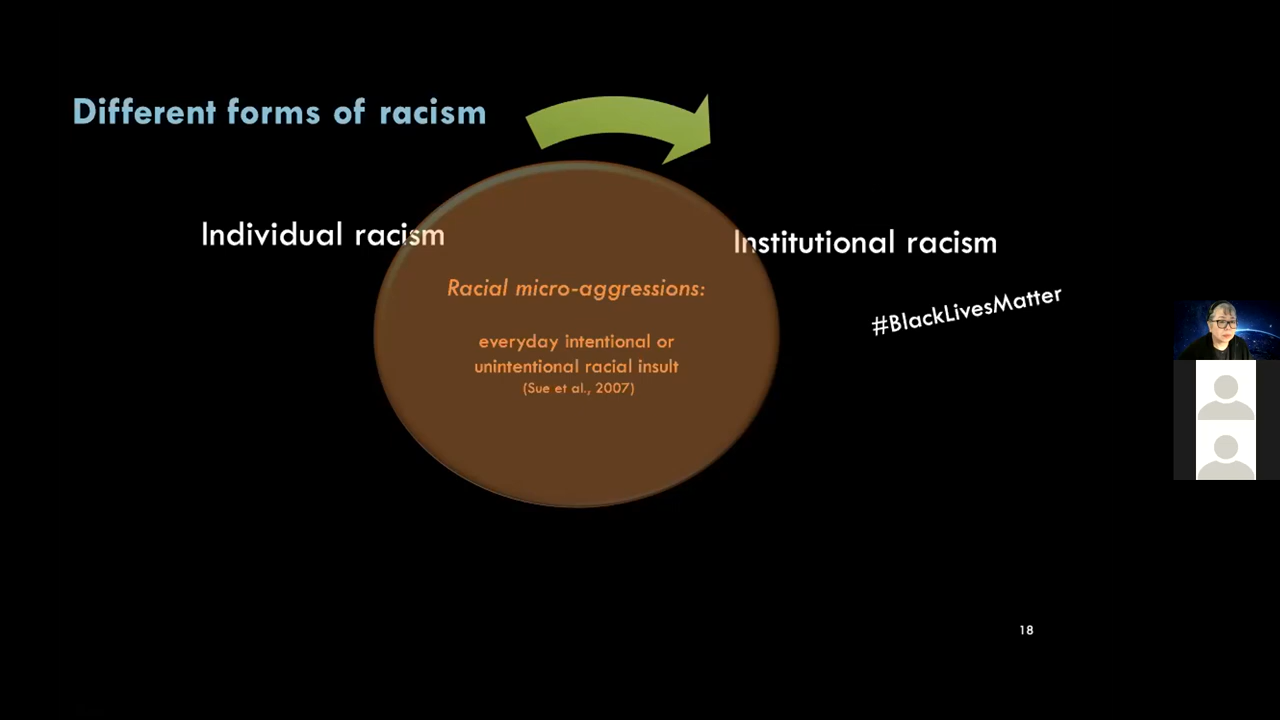 Different forms of racism
Individual racism
Institutional racism
Racial micro-aggressions:
#BlackLivesMatter
everyday intentional or
unintentional racial insult
(Sue et al., 2007)
18